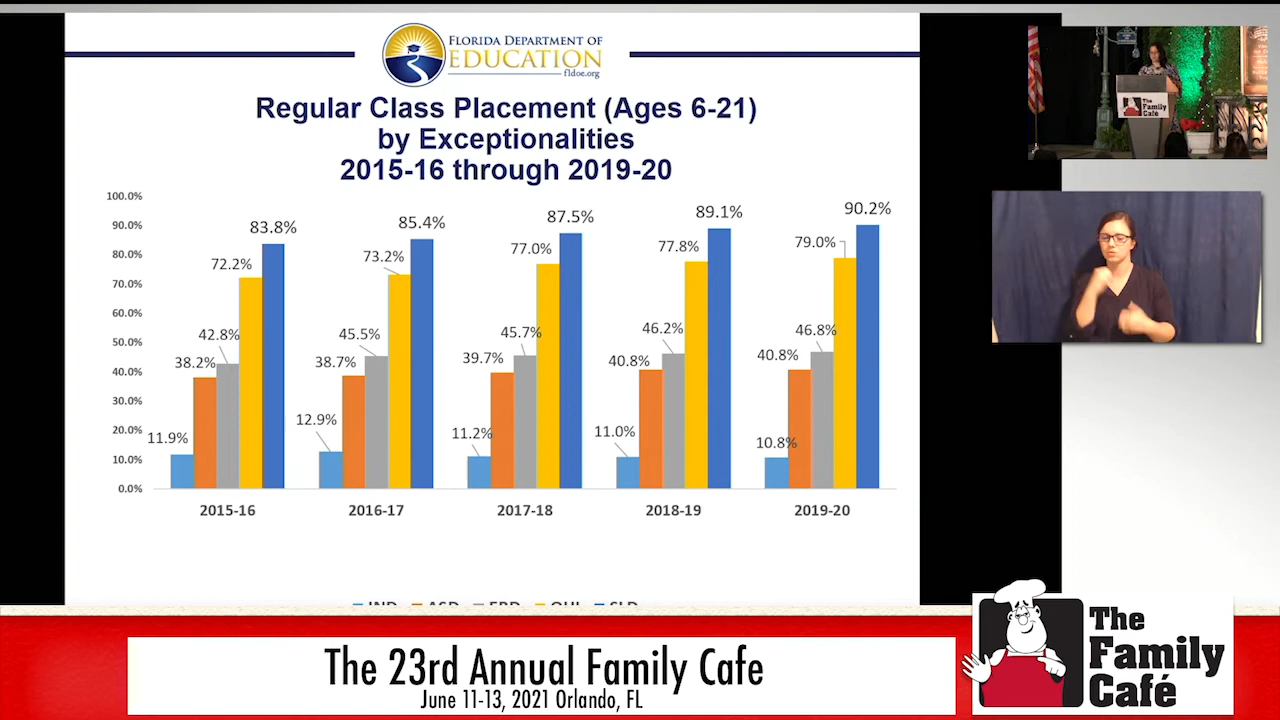 FLORIDA DEPARTMENT OF
EDUCATION
fldoe.org
Regular Class Placement (Ages 6-21)
by Exceptionalities
2015-16 through 2019-20
100.0%
90.0%
80.0%
70.0%
60.0%
50.0%
40.0%
30.0%
20.0%
10.0%
0.0%
11.9% 38.2% 42.8% 72.2% 83.8%
12.9% 38.7% 45.5% 73.2% 85.4%
11.2% 39.7% 45.7% 77.0% 87.5%
11.0% 40.8% 46.2% 77.8% 89.1%
10.8% 40.8% 46.8% 79.0% 90.2%
2015-16 2016-17 2017-18 2018-19 2019-20
IND ASD EBD OHI SLD
The
Family
Café
The 23rd Annual Family Cafe
June 11-13, 2021 Orlando, FL
The
Family
Café